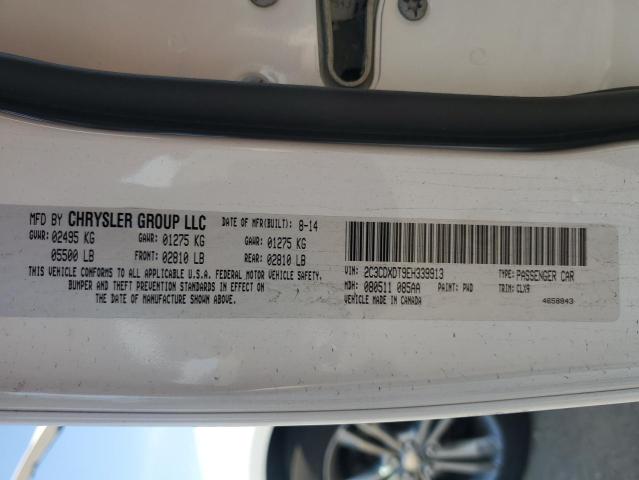 MFD BY CHRYSLER GROUP LLC DATE OF MFR(BUILT): 8-14
GVWR: 02495 KG GAWR: 01275 KG GAWR: 01275 KG
05500 LB FRONT: 02810 LB REAR: 02810 LB
THIS VEHICLE CONFORMS TO ALL APPLICABLE U.S.A. FEDERAL MOTOR VEHICLE SAFETY,
BUMPER AND THEFT PREVENTION STANDARDS IN EFFECT ON
THE DATE OF MANUFACTURE SHOWN ABOVE.
VIN: 2C3CDXDT9EH339913 TYPE: PASSENGER CAR
MDH: 080511 085AA PAINT: PWD TRIM: CLX9
VEHICLE MADE IN CANADA 4658843